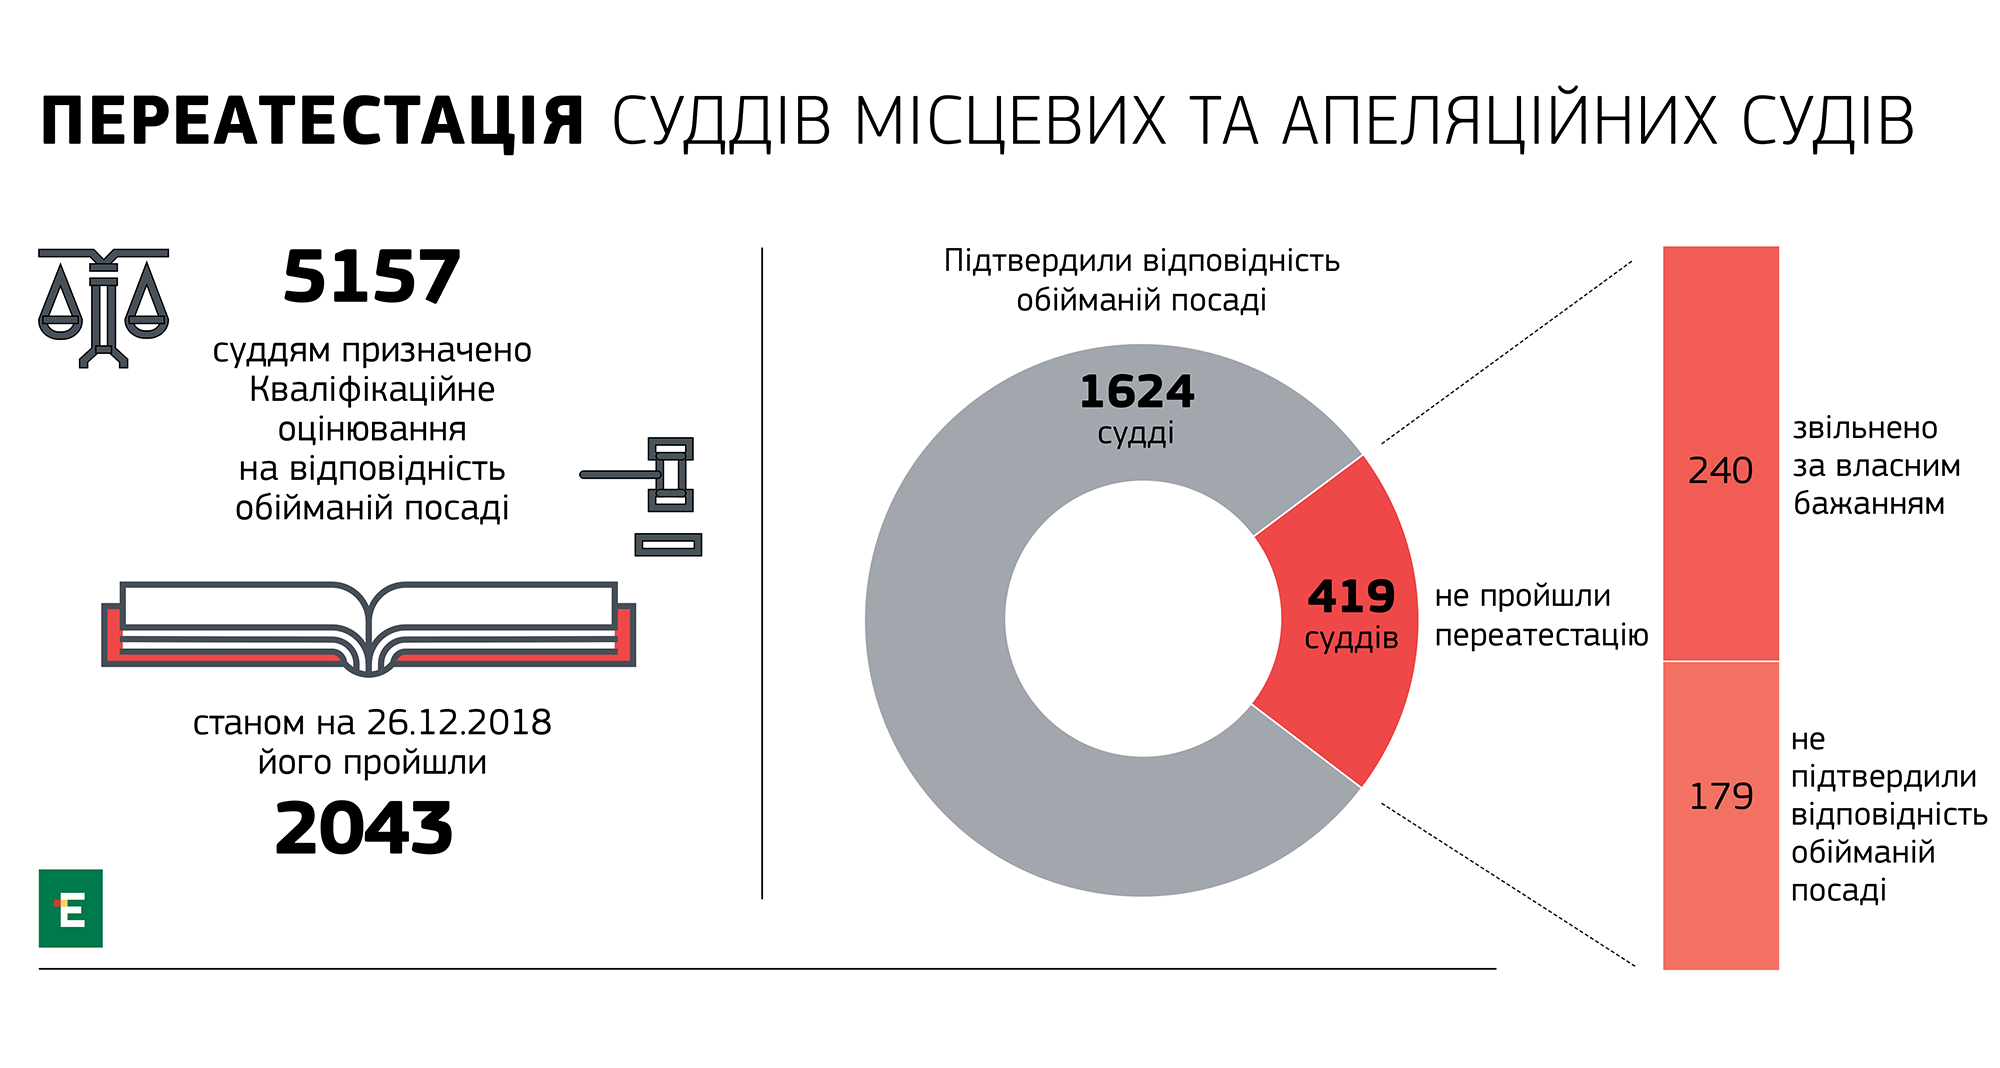 ПЕРЕАТЕСТАЦІЯ СУДДІВ МІСЦЕВИХ ТА АПЕЛЯЦІЙНИХ СУДІВ
5157
суддям призначено
Кваліфікаційне
оцінювання
на відповідність
обійманій посаді
станом на 26.12.2018
його пройшли
2043
E
Підтвердили відповідність
обійманій посаді
1624
судді
419
суддів
не пройшли
переатестацію
240
звільнено
за власним
бажанням
179
не
підтвердили
відповідність
обійманій
посаді